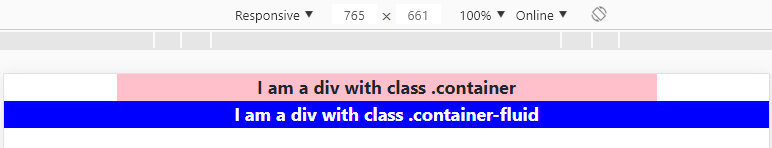 Responsive ▼ 765 × 661 100% ▼ Online ▼
I am a div with class .container
I am a div with class .container-fluid